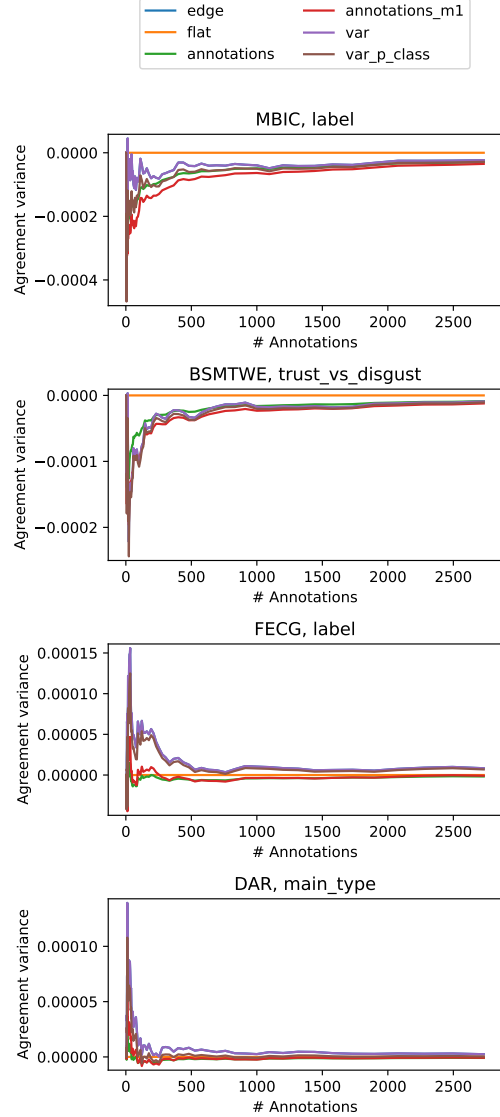 edge
flat
annotations
annotations_m1
var
var_p_class
MBIC, label
Agreement variance
0.0000
−0.0002
−0.0004
0 500 1000 1500 2000 2500
# Annotations
BSMTWE, trust_vs_disgust
Agreement variance
0.0000
−0.0001
−0.0002
0 500 1000 1500 2000 2500
# Annotations
FECG, label
Agreement variance
0.00015
0.00010
0.00005
0.00000
0 500 1000 1500 2000 2500
# Annotations
DAR, main_type
Agreement variance
0.00010
0.00005
0.00000
0 500 1000 1500 2000 2500
# Annotations